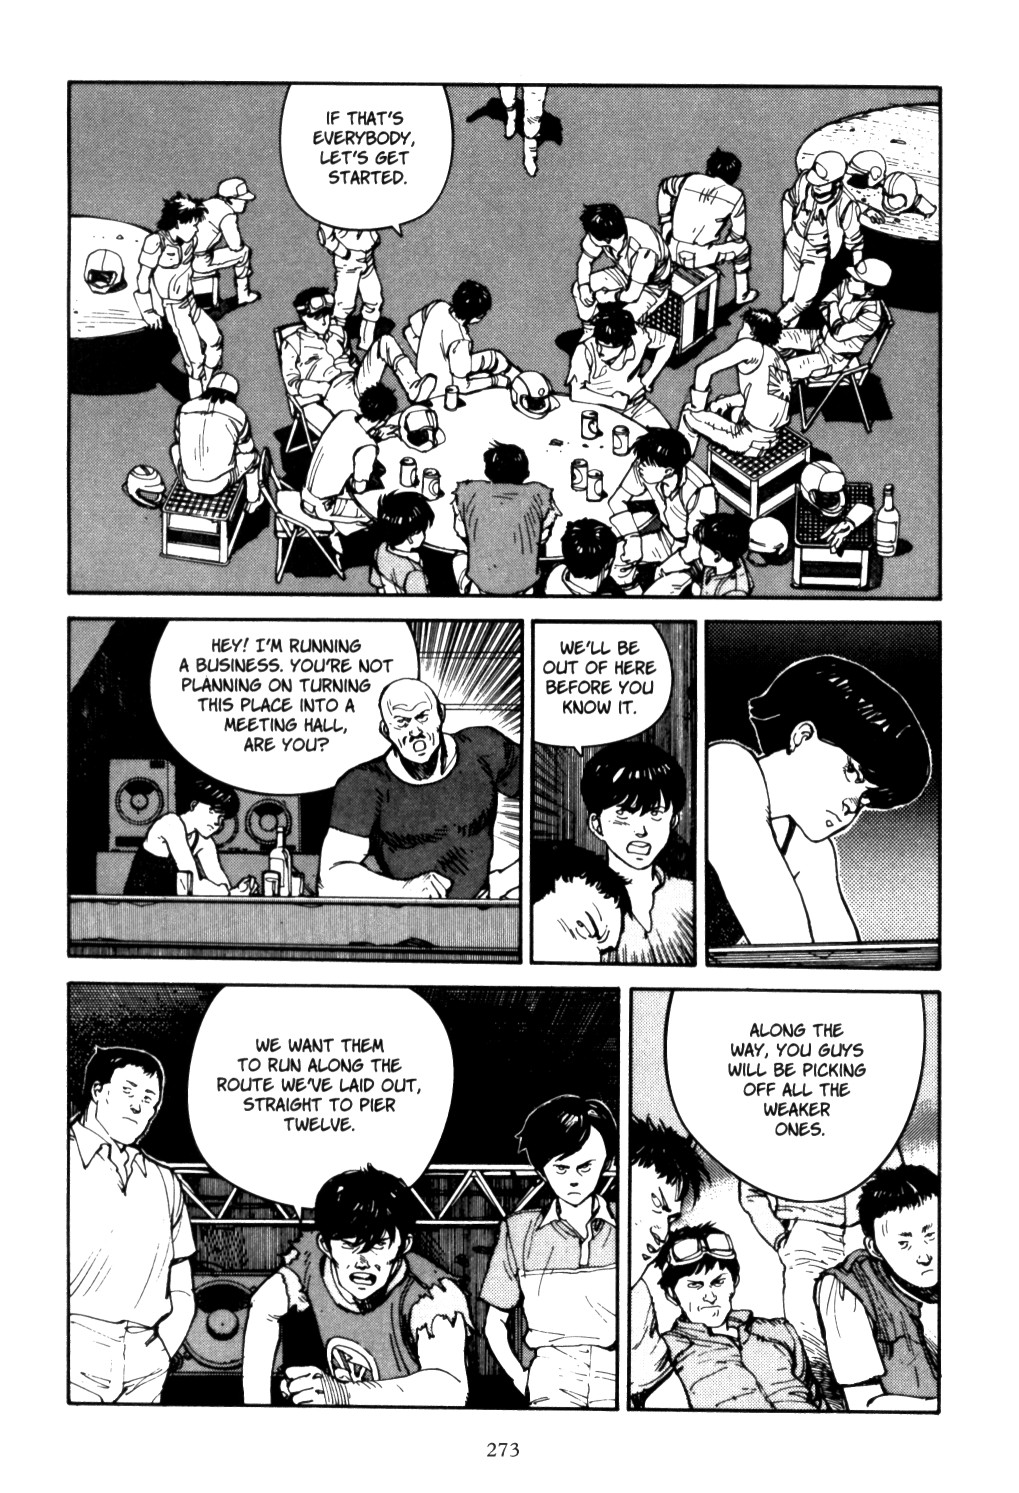 IF THAT'S
EVERYBODY,
LET'S GET
STARTED.
HEY! I'M RUNNING
A BUSINESS. YOU'RE NOT
PLANNING ON TURNING
THIS PLACE INTO A
MEETING HALL,
ARE YOU?
WE'LL BE
OUT OF HERE
BEFORE YOU
KNOW IT.
WE WANT THEM
TO RUN ALONG THE
ROUTE WE'VE LAID OUT,
STRAIGHT TO PIER
TWELVE.
ALONG THE
WAY, YOU GUYS
WILL BE PICKING
OFF ALL THE
WEAKER
ONES.
273